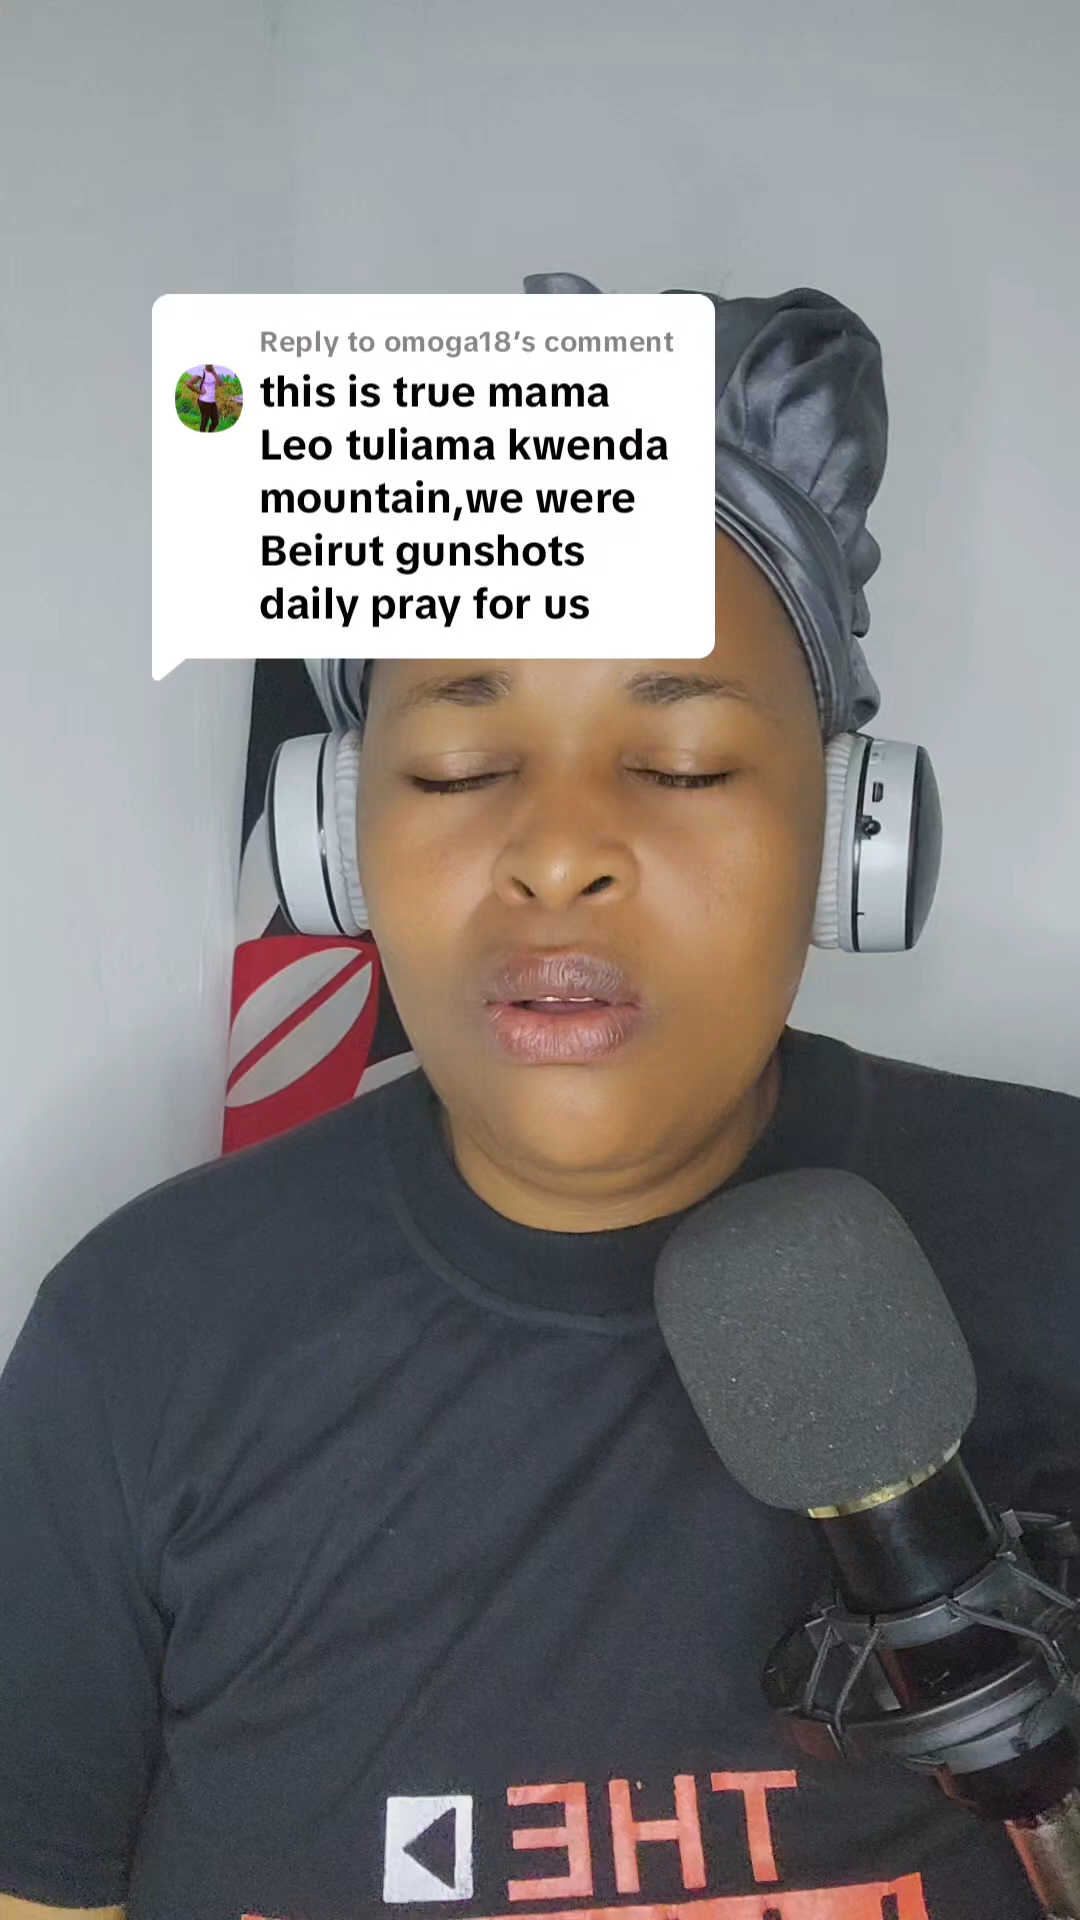 Reply to omoga18’s comment
this is true mama
Leo tuliama kwenda
mountain,we were
Beirut gunshots
daily pray for us
THE